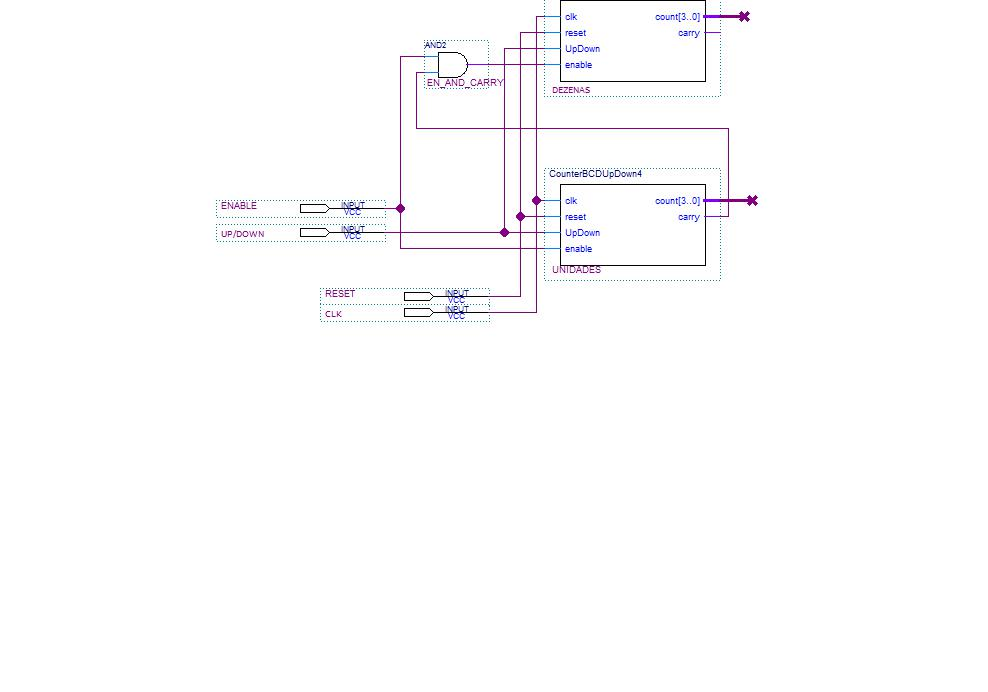 clk count[3..0]
reset carry
UpDown
enable
DEZENAS
AND2
EN_AND_CARRY
CounterBCDUpDown4
clk count[3..0]
reset carry
UpDown
enable
UNIDADES
ENABLE INPUT
VCC
UP/DOWN INPUT
VCC
RESET INPUT
VCC
CLK INPUT
VCC